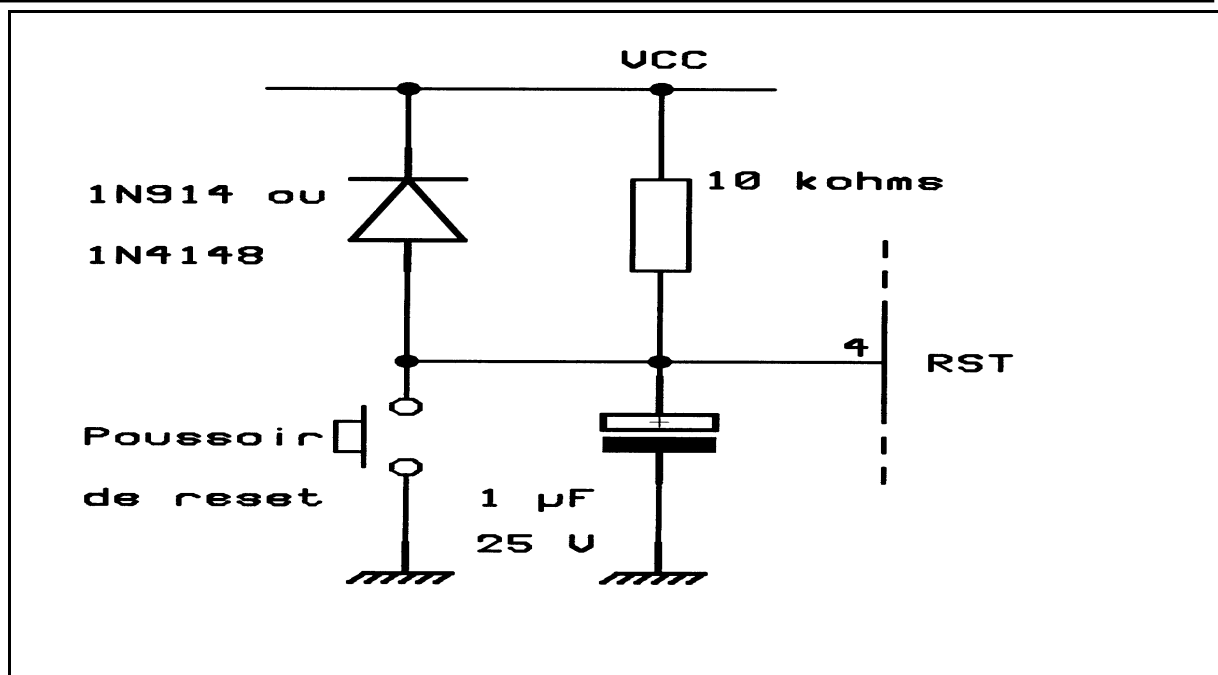 VCC
10 kohms
1N914 ou
1N4148
4
RST
Poussoir
de reset
1 µF
25 V
+